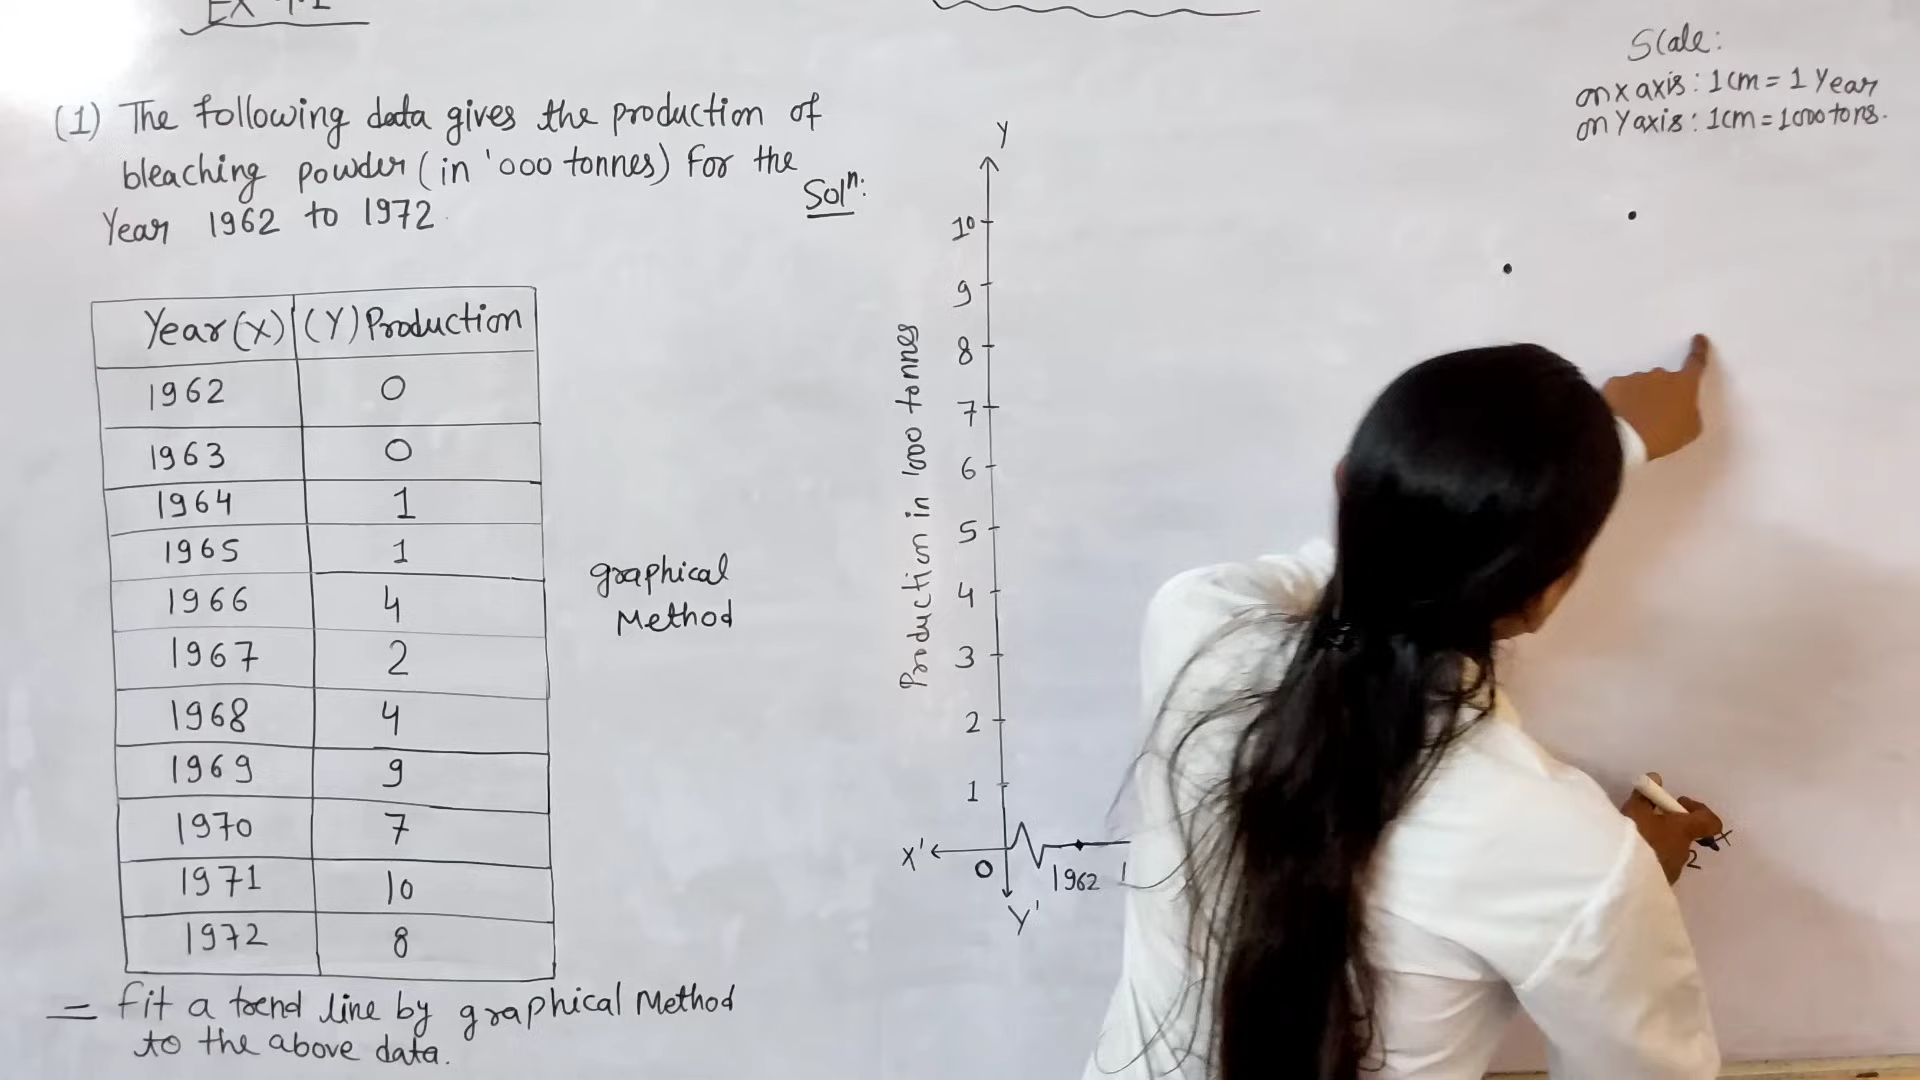 (1) The following data gives the production of
bleaching powder (in '000 tonnes) For the
Year 1962 to 1972.
Year (X) (Y) Production
1962 0
1963 0
1964 1
1965 1
1966 4
1967 2
1968 4
1969 9
1970 7
1971 10
1972 8
= fit a trend line by graphical Method
to the above data.
graphical
Method
Solⁿ:
Scale:
on x axis: 1cm = 1 Year
on Y axis: 1cm = 1000 tons.
Y
10
9
8
7
6
5
4
3
2
1
Production in 1000 tonnes
X' O 1962
Y'
X
2